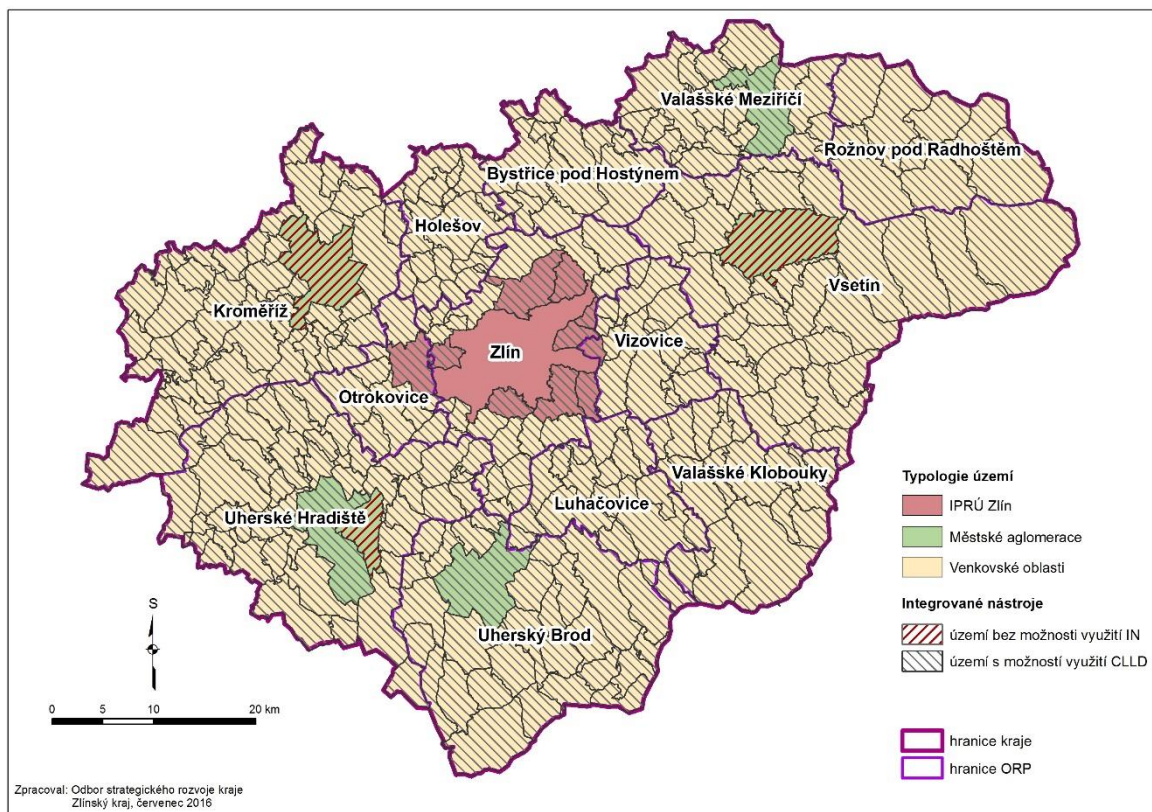 Valašské Meziříčí
Rožnov pod Radhoštěm
Bystřice pod Hostýnem
Holešov
Vsetín
Kroměříž
Zlín
Vizovice
Otrokovice
Valašské Klobouky
Luhačovice
Uherské Hradiště
Uherský Brod
Typologie území
IPRÚ Zlín
Městské aglomerace
Venkovské oblasti
Integrované nástroje
území bez možnosti využití IN
území s možností využití CLLD
hranice kraje
hranice ORP
S
0 5 10 20 km
Zpracoval: Odbor strategického rozvoje kraje
Zlínský kraj, červenec 2016